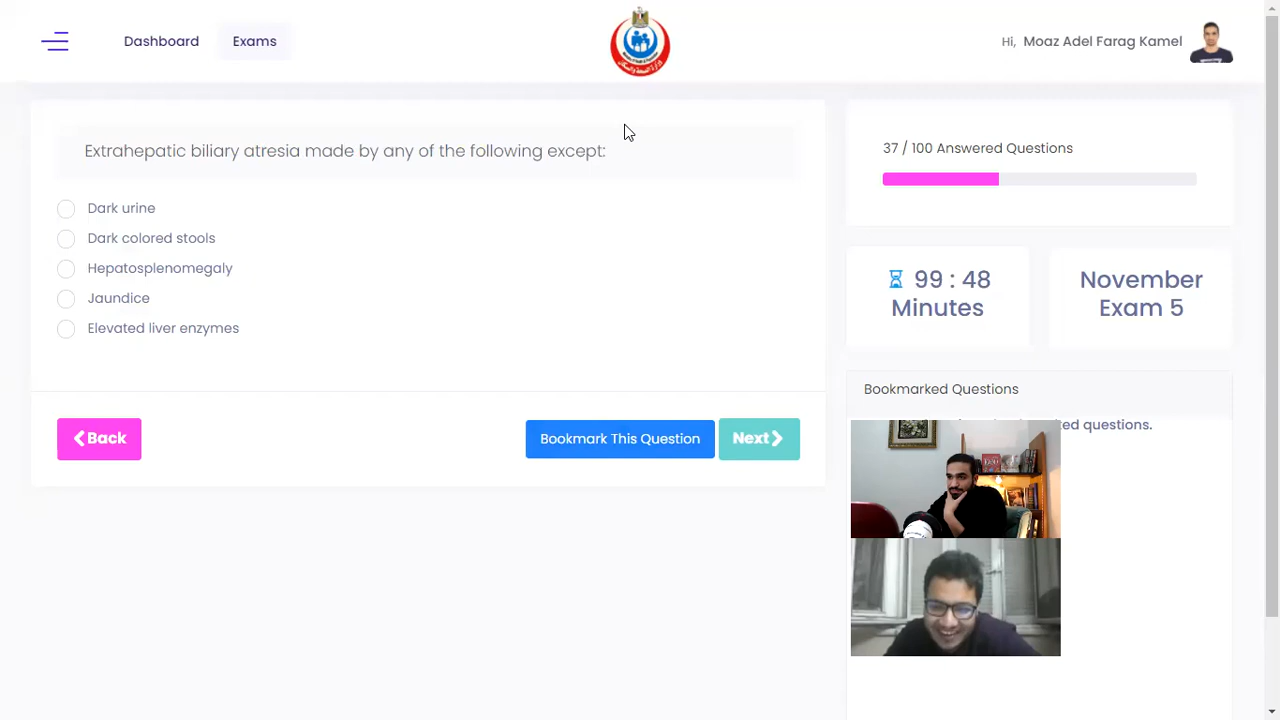 Dashboard
Exams
Hi, Moaz Adel Farag Kamel
Extrahepatic biliary atresia made by any of the following except:
Dark urine
Dark colored stools
Hepatosplenomegaly
Jaundice
Elevated liver enzymes
Back
Bookmark This Question
Next
37 / 100 Answered Questions
99 : 48
Minutes
November
Exam 5
Bookmarked Questions
questions.